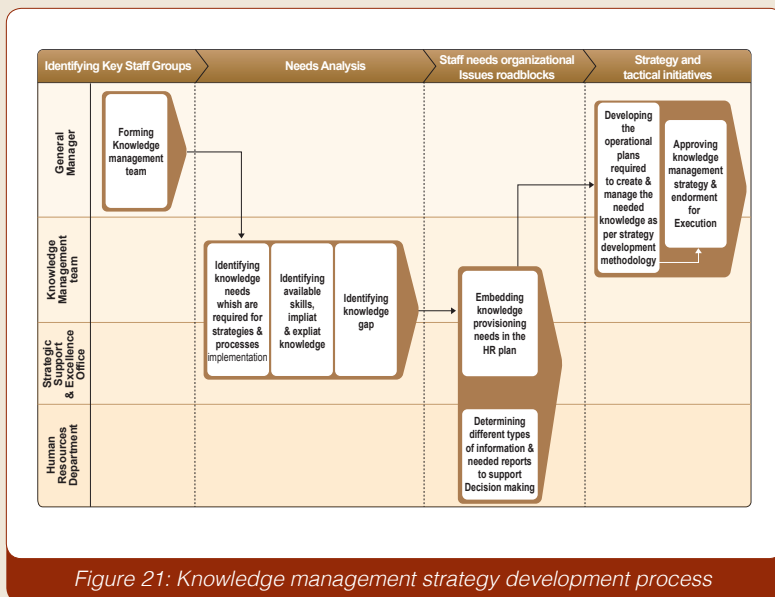 Identifying Key Staff Groups
Needs Analysis
Staff needs organizational
Issues roadblocks
Strategy and
tactical initiatives
General
Manager
Forming
Knowledge
management
team
Developing
the
operational
plans
required
to create &
manage the
needed
knowledge as
per strategy
development
methodology
Approving
knowledge
management
strategy &
endorment for
Execution
Knowledge
Management team
Identifying
knowledge
needs
whish are
required for
strategies &
processes
implementation
Identifying
available
skills,
impliat
& expliat
knowledge
Identifying
knowledge
gap
Embedding
knowledge
provisioning
needs in the
HR plan
Strategic
Support
& Excellence
Office
Human
Resources
Department
Determining
different types
of information &
needed reports
to support
Decision making
Figure 21: Knowledge management strategy development process